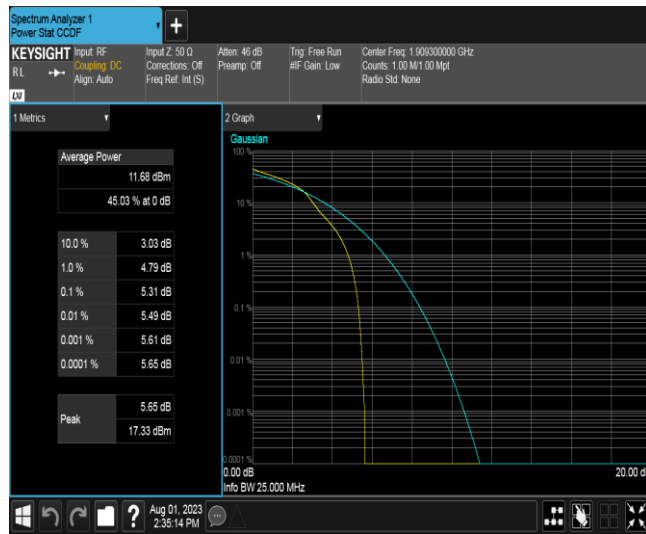 Spectrum Analyzer 1
Power Stat CCDF
+
KEYSIGHT
RL
LXI
Input: RF
Coupling: DC
Align: Auto
Input Z: 50 Ω
Corrections: Off
Freq Ref: Int (S)
Atten: 46 dB
Preamp: Off
Trig: Free Run
#IF Gain: Low
Center Freq: 1.909300000 GHz
Counts: 1.00 M/1.00 Mpt
Radio Std: None
1 Metrics
Average Power
11.68 dBm
45.03 % at 0 dB
10.0 % 3.03 dB
1.0 % 4.79 dB
0.1 % 5.31 dB
0.01 % 5.49 dB
0.001 % 5.61 dB
0.0001 % 5.65 dB
Peak
5.65 dB
17.33 dBm
2 Graph
Gaussian
100 %
10 %
1 %
0.1 %
0.01 %
0.001 %
0.0001 %
0.00 dB
20.00 d
Info BW 25.000 MHz
?
Aug 01, 2023
2:35:14 PM